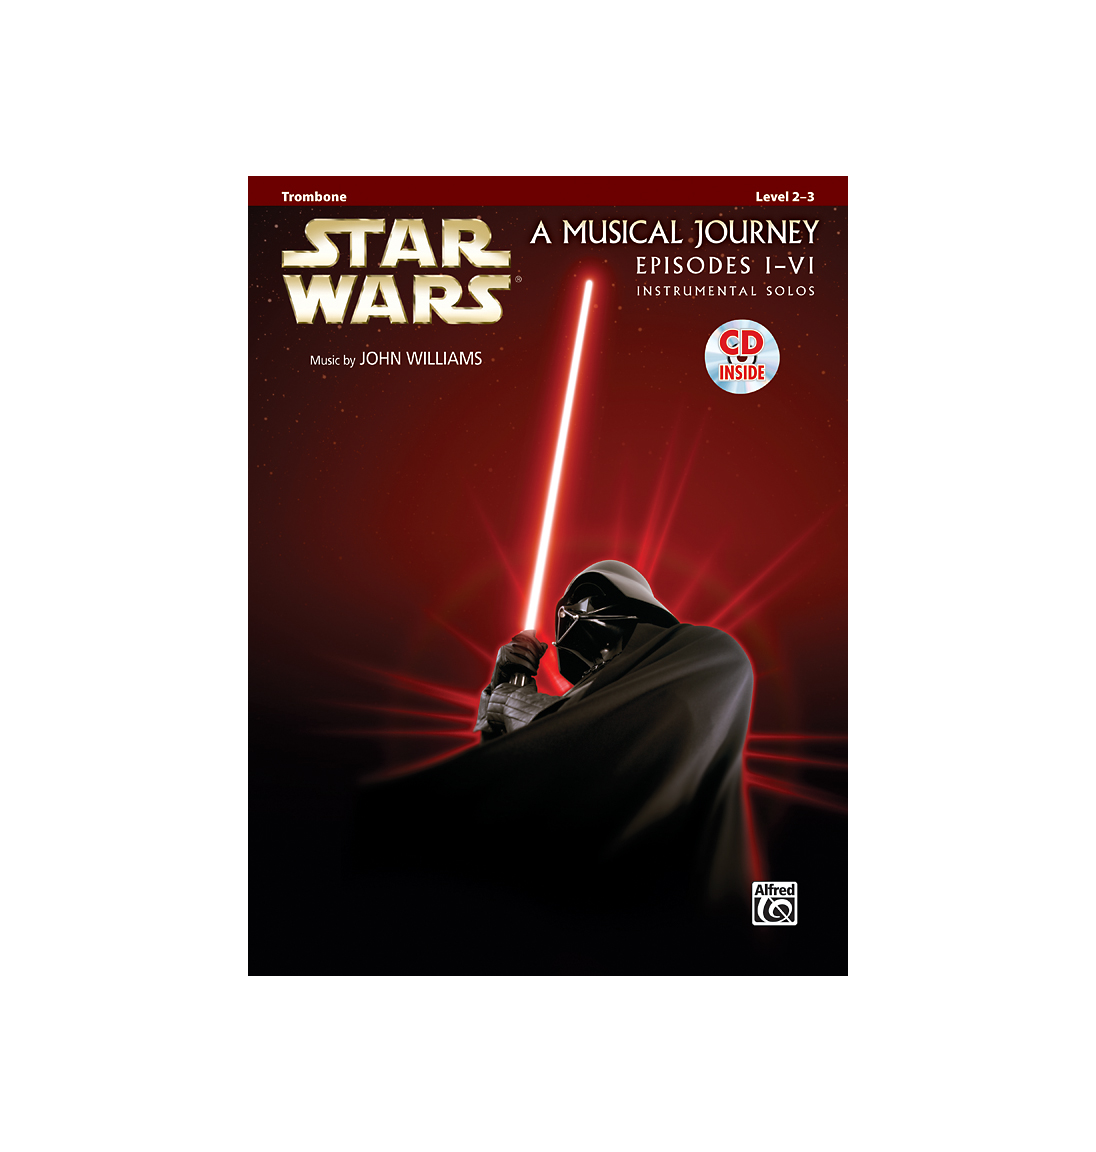 Trombone
Level 2–3
STAR
WARS®
A MUSICAL JOURNEY
EPISODES I–VI
INSTRUMENTAL SOLOS
Music by JOHN WILLIAMS
CD
INSIDE
Alfred